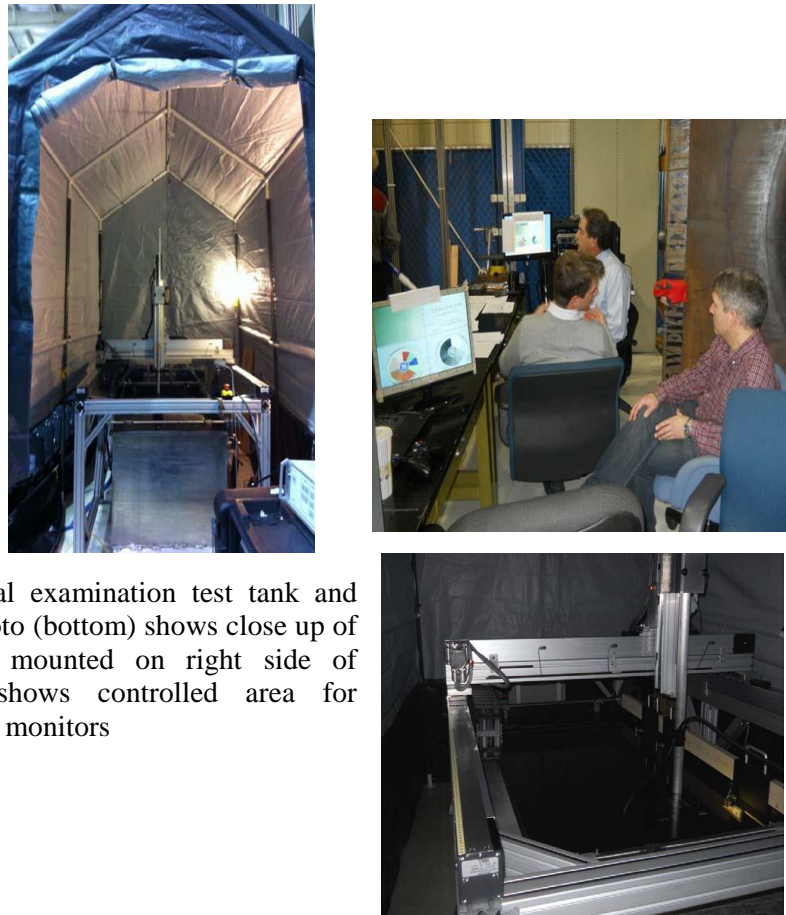 al examination test tank and
oto (bottom) shows close up of
mounted on right side of
shows controlled area for
monitors